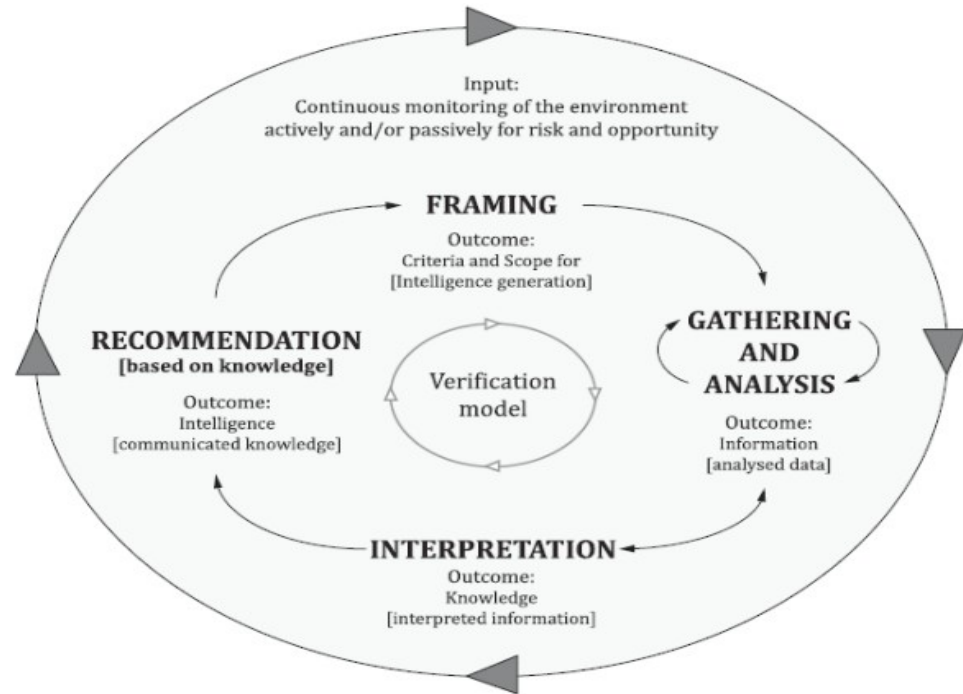 Input:
Continuous monitoring of the environment
actively and/or passively for risk and opportunity
FRAMING
Outcome:
Criteria and Scope for
[Intelligence generation]
GATHERING
AND
ANALYSIS
Outcome:
Information
[analysed data]
RECOMMENDATION
[based on knowledge]
Outcome:
Intelligence
[communicated knowledge]
Verification
model
INTERPRETATION
Outcome:
Knowledge
[interpreted information]